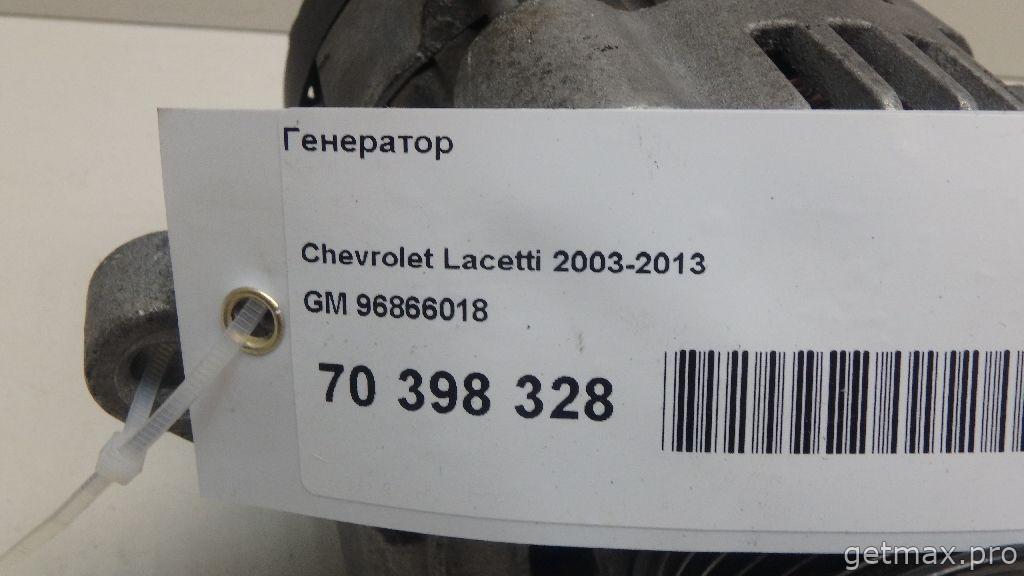 Генератор
Chevrolet Lacetti 2003-2013
GM 96866018
70 398 328
getmax.pro